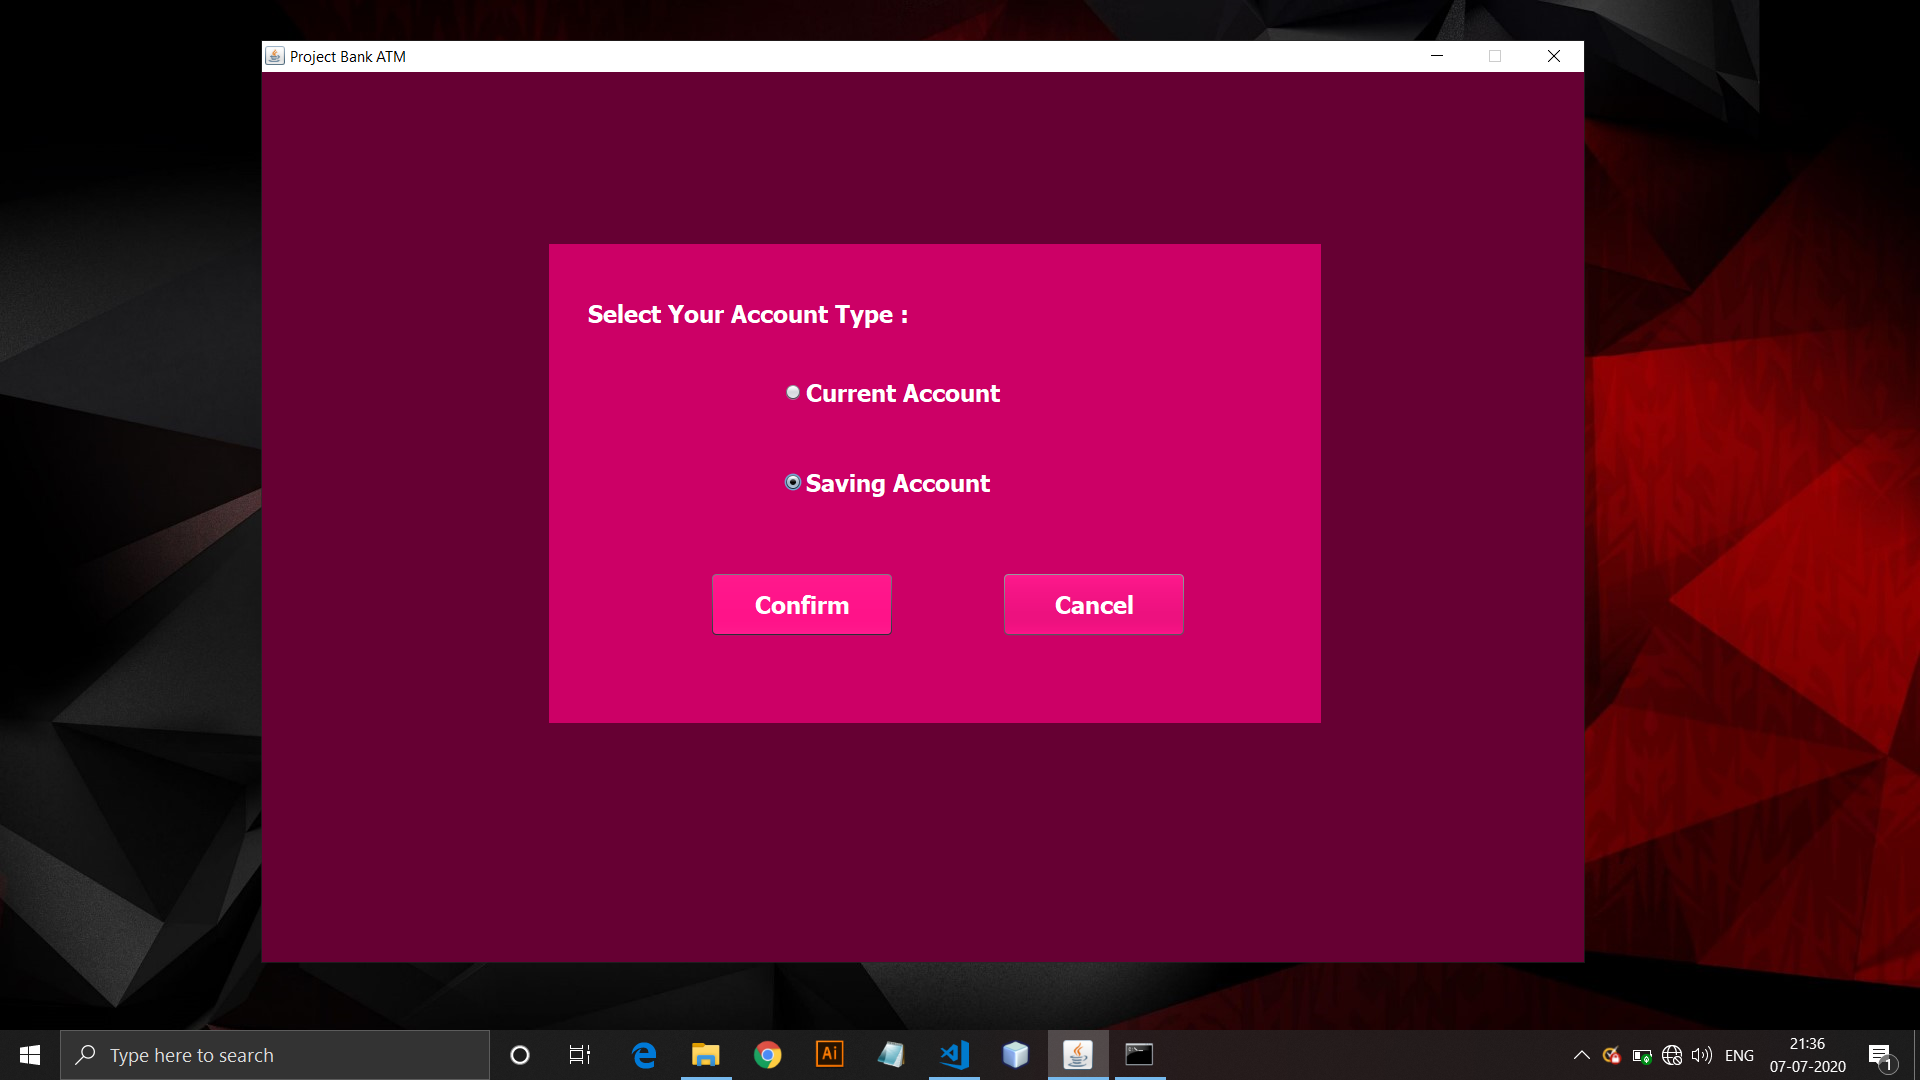 Project Bank ATM
Select Your Account Type :
Current Account
Saving Account
Confirm Cancel
Type here to search
Ai
ENG
21:36
07-07-2020
1